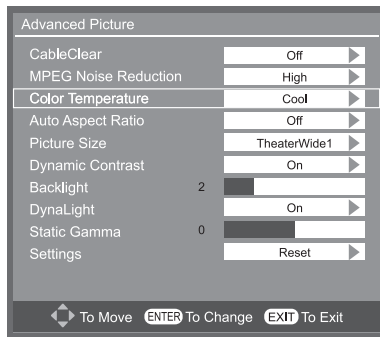 Advanced Picture
CableClear Off
MPEG Noise Reduction High
Color Temperature Cool
Auto Aspect Ratio Off
Picture Size TheaterWide1
Dynamic Contrast On
Backlight 2
DynaLight On
Static Gamma 0
Settings Reset
To Move ENTER To Change EXIT To Exit